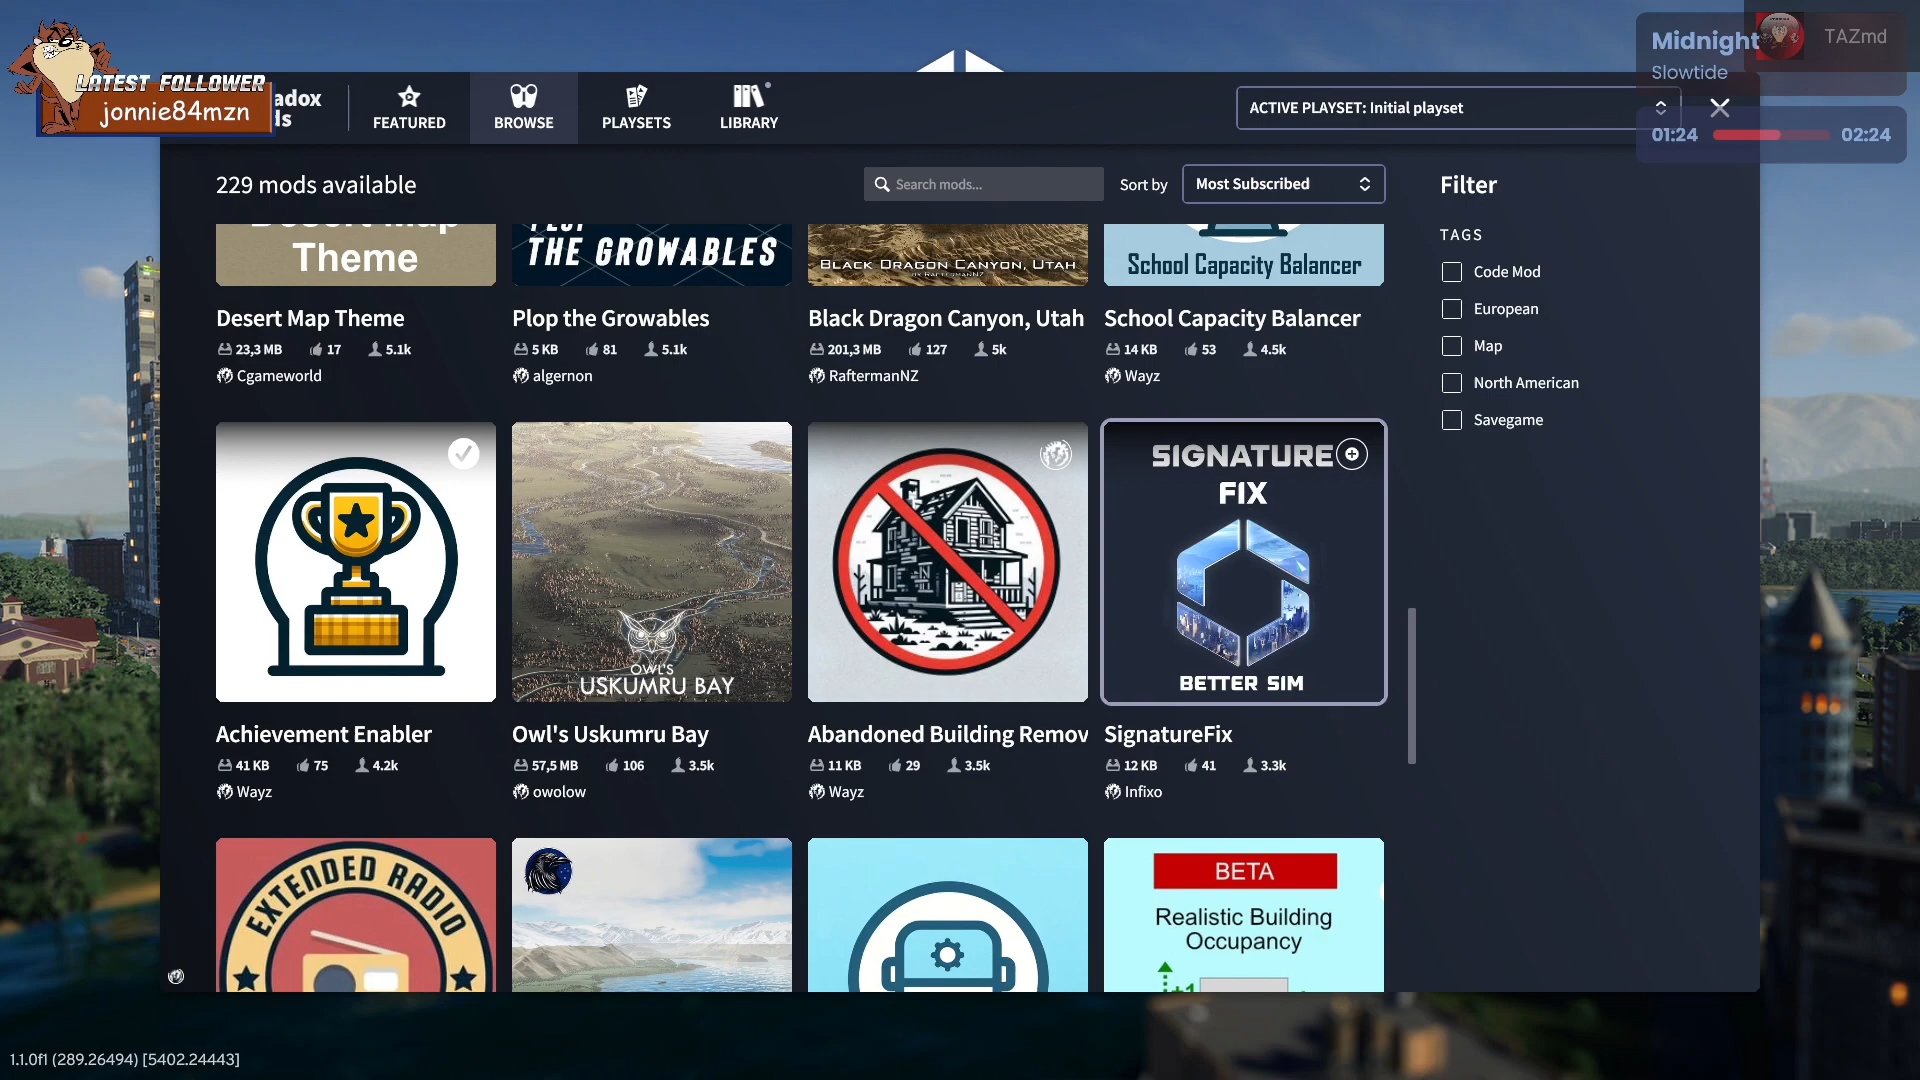 LATEST FOLLOWER
jonnie84mzn
adox
ds
FEATURED
BROWSE
PLAYSETS
LIBRARY
ACTIVE PLAYSET: Initial playset
Midnight
Slowtide
TAZmd
01:24
02:24
229 mods available
Search mods...
Sort by
Most Subscribed
Filter
TAGS
Code Mod
European
Map
North American
Savegame
Desert Map
Theme
PLOP
THE GROWABLES
BLACK DRAGON CANYON, UTAH
BY RAFTERMANNZ
School Capacity Balancer
Desert Map Theme
23,3 MB 17 5.1k
Cgameworld
Plop the Growables
5 KB 81 5.1k
algernon
Black Dragon Canyon, Utah
201,3 MB 127 5k
RaftermanNZ
School Capacity Balancer
14 KB 53 4.5k
Wayz
OWL'S
USKUMRU BAY
SIGNATURE
FIX
BETTER SIM
Achievement Enabler
41 KB 75 4.2k
Wayz
Owl's Uskumru Bay
57,5 MB 106 3.5k
owolow
Abandoned Building Remov
11 KB 29 3.5k
Wayz
SignatureFix
12 KB 41 3.3k
Infixo
EXTENDED RADIO
BETA
Realistic Building
Occupancy
+1
1.1.0f1 (289.26494) [5402.24443]